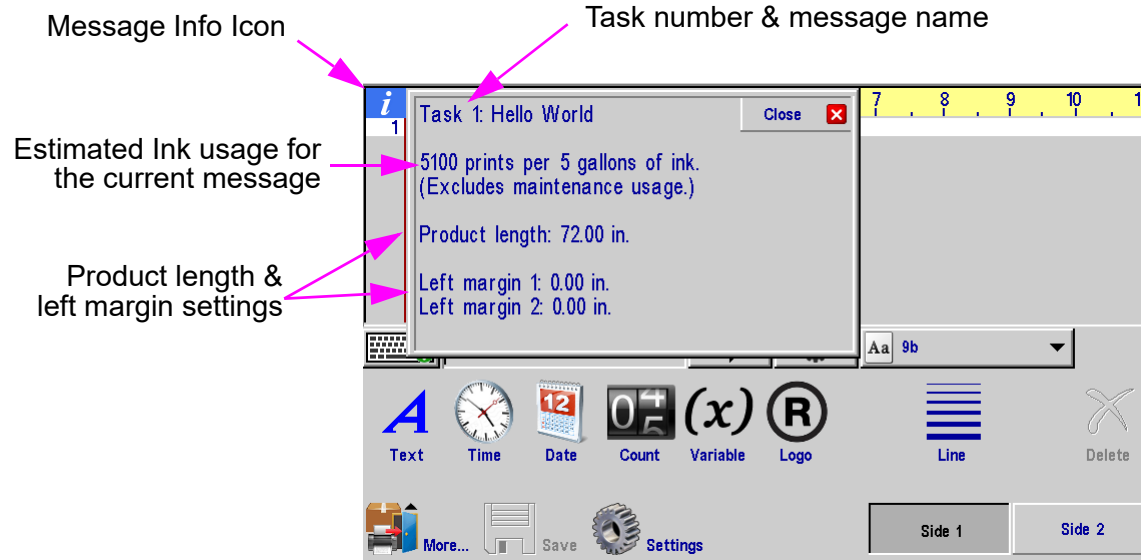 Message Info Icon
Task number & message name
i
Task 1: Hello World
Close
7 8 9 10 1
1
Estimated Ink usage for
the current message
5100 prints per 5 gallons of ink.
(Excludes maintenance usage.)
Product length: 72.00 in.
Product length &
left margin settings
Left margin 1: 0.00 in.
Left margin 2: 0.00 in.
Aa 9b
A
12
(x)
R
Text Time Date Count Variable Logo Line Delete
More... Save Settings Side 1 Side 2